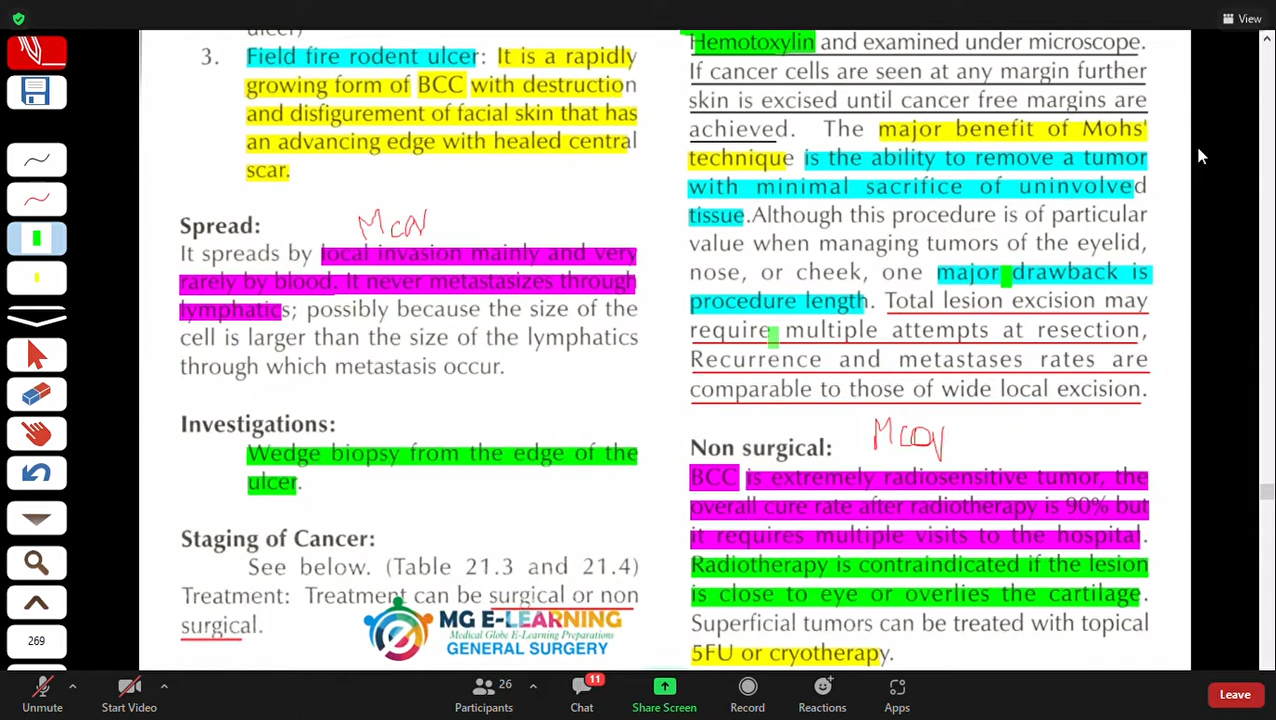 View
ulcer)
3. Field fire rodent ulcer: It is a rapidly
growing form of BCC with destruction
and disfigurement of facial skin that has
an advancing edge with healed central
scar.
Spread:
It spreads by local invasion mainly and very
rarely by blood. It never metastasizes through
lymphatics; possibly because the size of the
cell is larger than the size of the lymphatics
through which metastasis occur.
Investigations:
Wedge biopsy from the edge of the
ulcer.
Staging of Cancer:
See below. (Table 21.3 and 21.4)
Treatment: Treatment can be surgical or non
surgical.
MG E-LEARNING
Medical Globe E-Learning Preparations
GENERAL SURGERY
Hemotoxylin and examined under microscope.
If cancer cells are seen at any margin further
skin is excised until cancer free margins are
achieved. The major benefit of Mohs'
technique is the ability to remove a tumor
with minimal sacrifice of uninvolved
tissue.Although this procedure is of particular
value when managing tumors of the eyelid,
nose, or cheek, one major drawback is
procedure length. Total lesion excision may
require multiple attempts at resection,
Recurrence and metastases rates are
comparable to those of wide local excision.
Non surgical:
BCC is extremely radiosensitive tumor, the
overall cure rate after radiotherapy is 90% but
it requires multiple visits to the hospital.
Radiotherapy is contraindicated if the lesion
is close to eye or overlies the cartilage.
Superficial tumors can be treated with topical
5FU or cryotherapy.
269
Unmute
Start Video
26
Participants
11
Chat
Share Screen
Record
Reactions
Apps
Leave